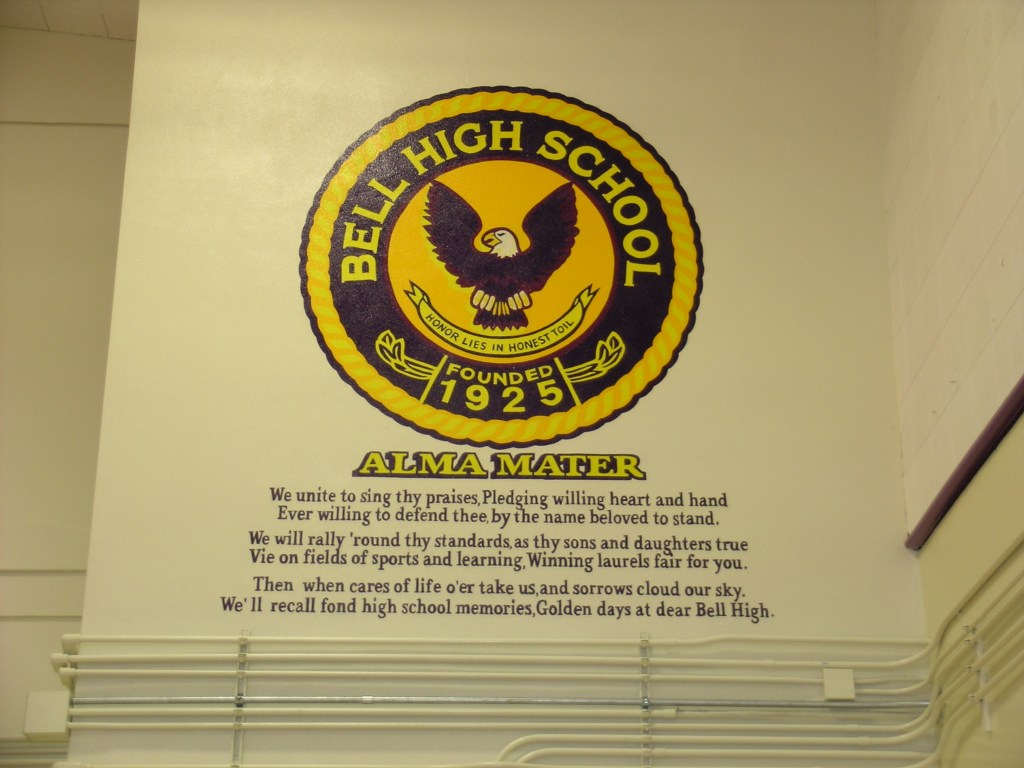 BELL HIGH SCHOOL
HONOR LIES IN HONEST TOIL
FOUNDED
1925
ALMA MATER
We unite to sing thy praises, Pledging willing heart and hand
Ever willing to defend thee, by the name beloved to stand.
We will rally 'round thy standards, as thy sons and daughters true
Vie on fields of sports and learning, Winning laurels fair for you.
Then when cares of life o'er take us, and sorrows cloud our sky.
We'll recall fond high school memories, Golden days at dear Bell High.